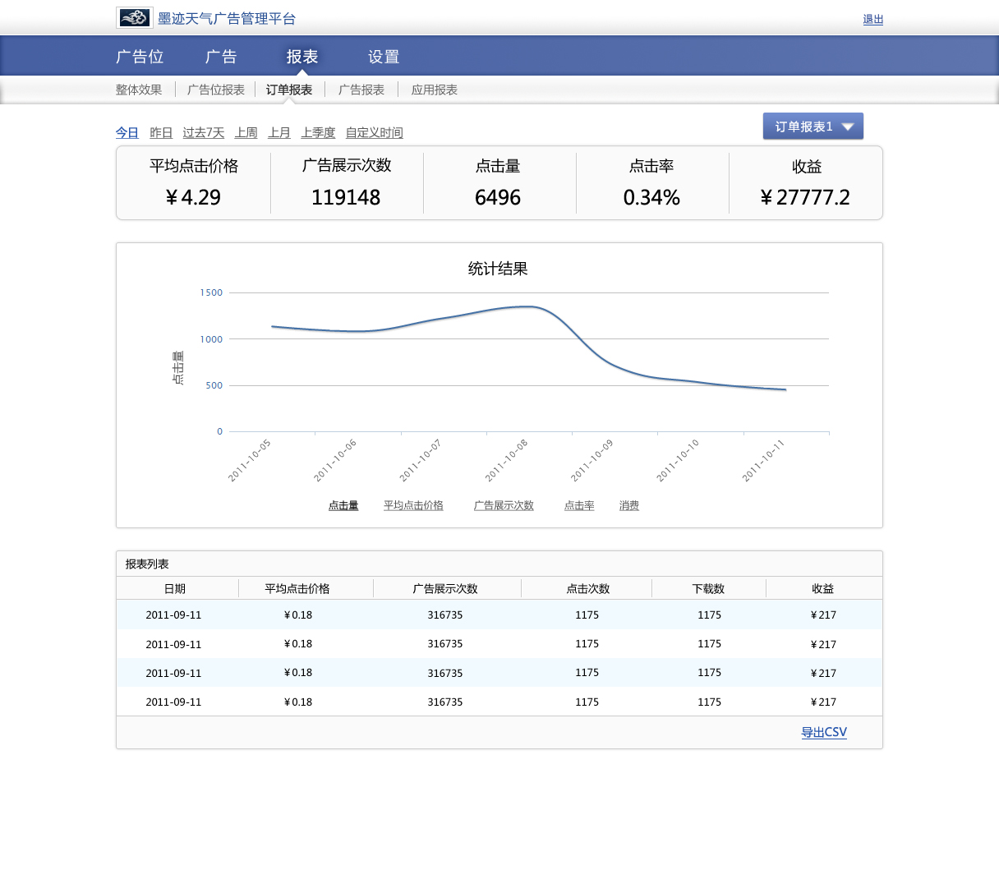 墨迹天气广告管理平台
退出
广告位 广告 报表 设置
整体效果 广告位报表 订单报表 广告报表 应用报表
今日 昨日 过去7天 上周 上月 上季度 自定义时间
订单报表1
平均点击价格 广告展示次数 点击量 点击率 收益
¥4.29 119148 6496 0.34% ¥27777.2
统计结果
1500
1000
500
0
点击量
2011-10-05 2011-10-06 2011-10-07 2011-10-08 2011-10-09 2011-10-10 2011-10-11
点击量 平均点击价格 广告展示次数 点击率 消费
报表列表
日期 平均点击价格 广告展示次数 点击次数 下载数 收益
2011-09-11 ¥0.18 316735 1175 1175 ¥217
2011-09-11 ¥0.18 316735 1175 1175 ¥217
2011-09-11 ¥0.18 316735 1175 1175 ¥217
2011-09-11 ¥0.18 316735 1175 1175 ¥217
导出CSV